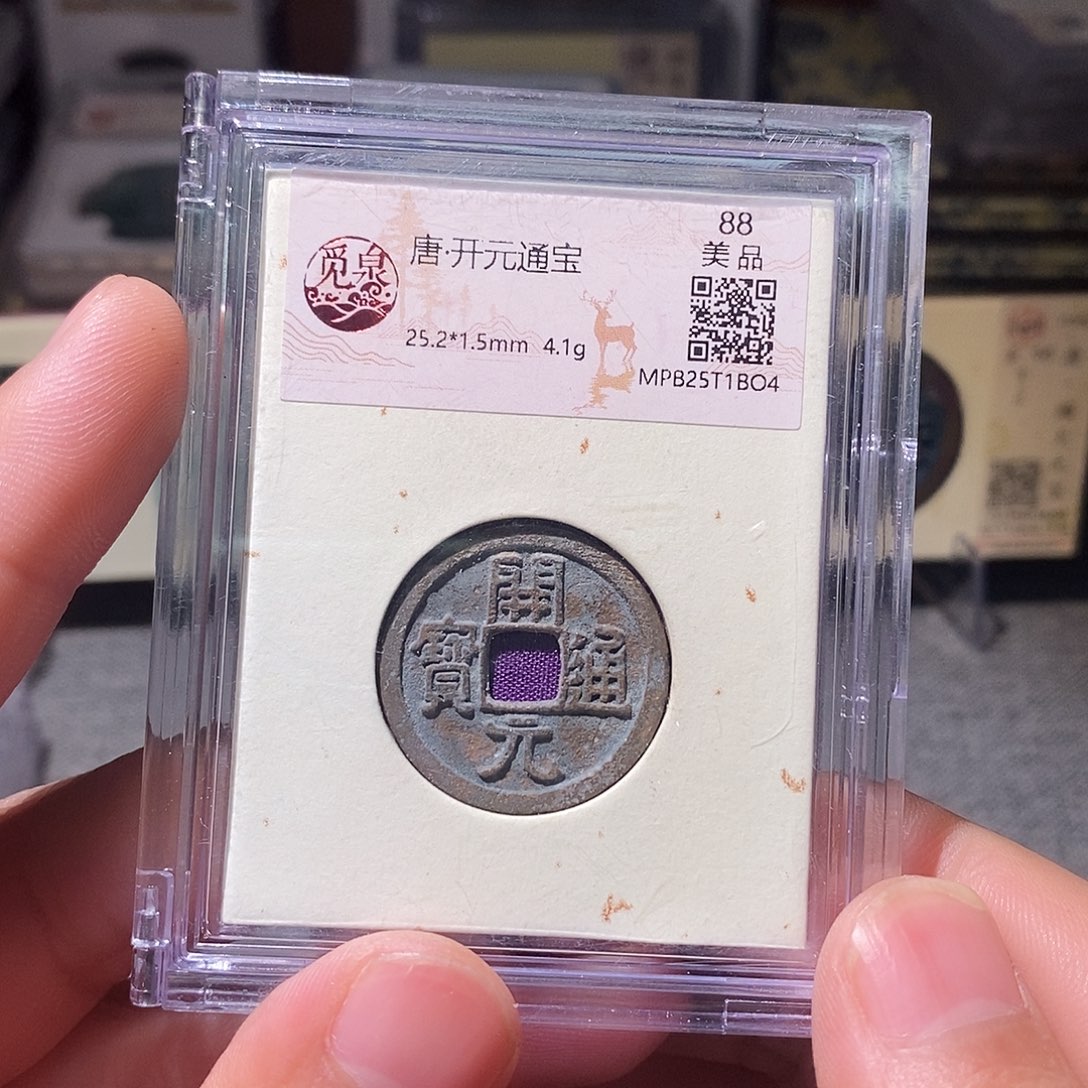 觅泉
唐·开元通宝
25.2*1.5mm 4.1g
88
美品
MPB25T1BO4
開
寶 通
元